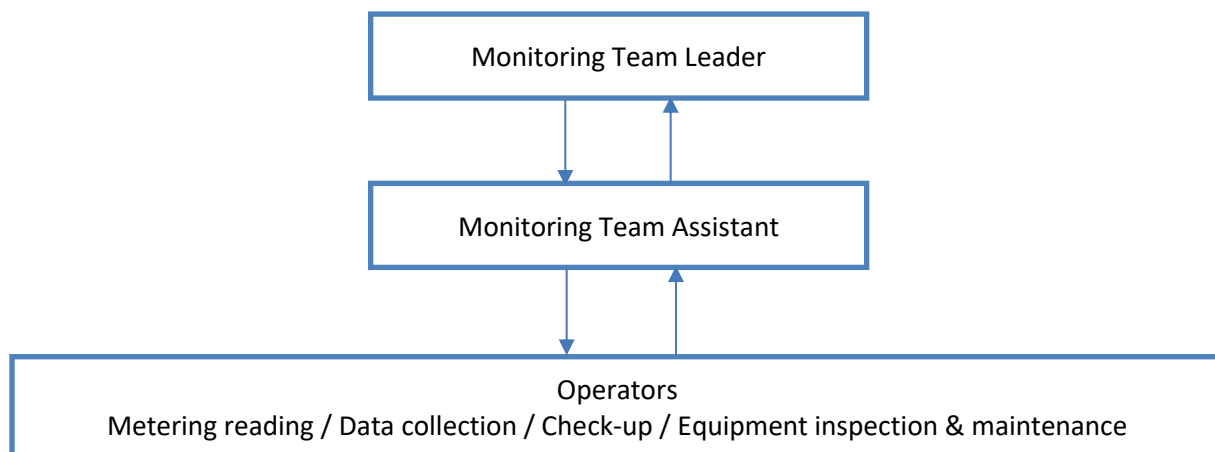 Monitoring Team Leader
Monitoring Team Assistant
Operators
Metering reading / Data collection / Check-up / Equipment inspection & maintenance